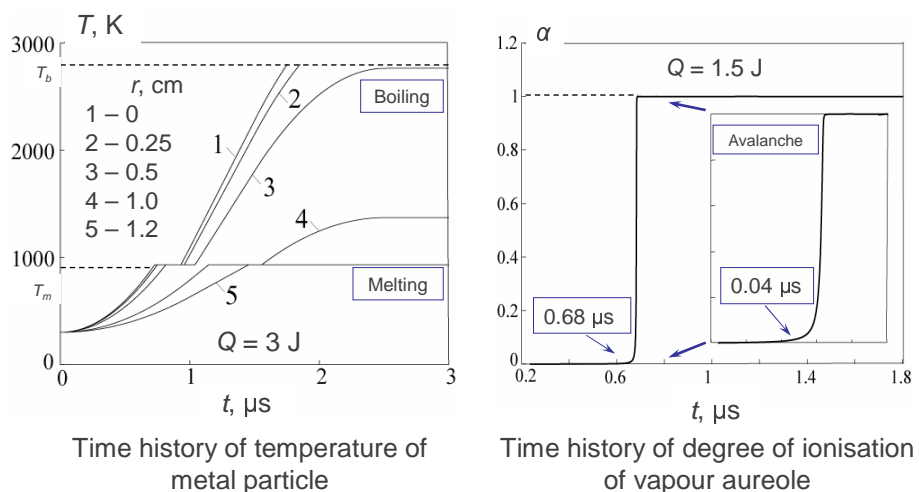 T, K
3000
T_b
2000
1000
T_m
0
r, cm
1 – 0
2 – 0.25
3 – 0.5
4 – 1.0
5 – 1.2
1
2
3
4
5
Boiling
Melting
Q = 3 J
0
1
2
3
t, µs
Time history of temperature of
metal particle
α
1.2
1
0.8
0.6
0.4
0.2
0
Q = 1.5 J
Avalanche
0.04 µs
0.68 µs
0.2
0.6
1
1.4
1.8
t, µs
Time history of degree of ionisation
of vapour aureole